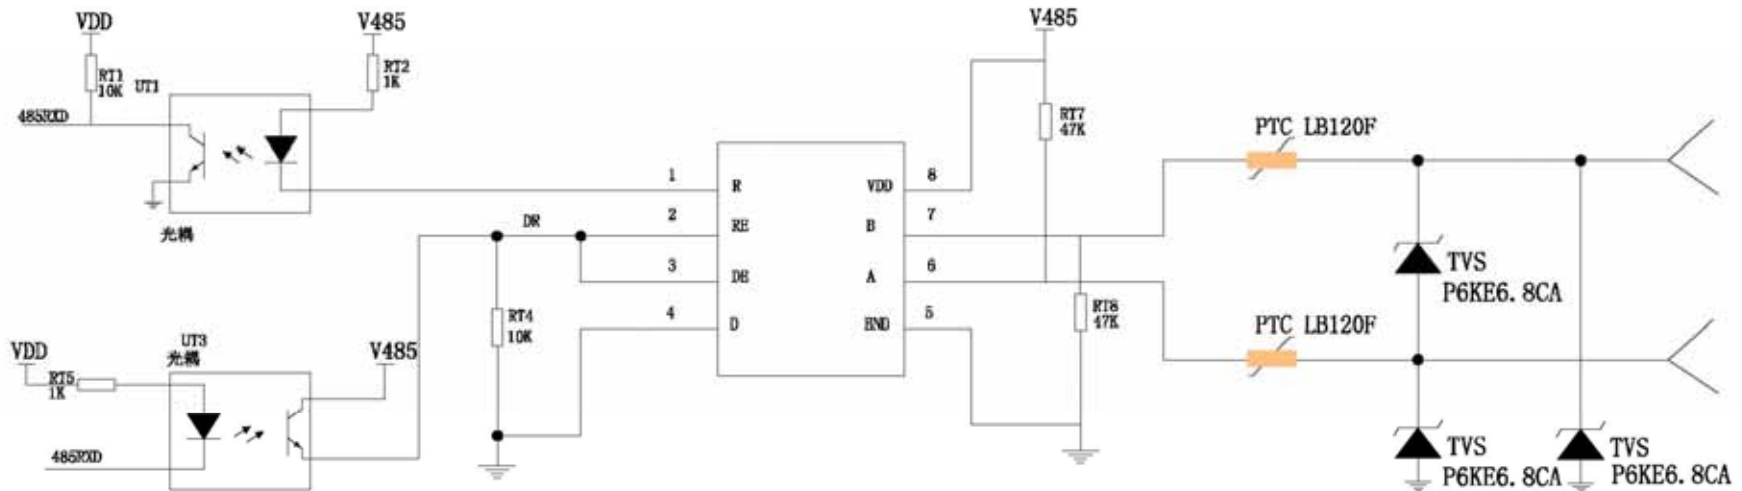 VDD
V485
V485
RT1
10K
UT1
RT2
1K
485RXD
RT7
47K
PTC LB120F
1
R
VDD
8
光耦
2
DR
RE
B
7
3
DE
A
6
TVS
P6KE6.8CA
RT4
10K
4
D
END
5
RT8
47K
PTC LB120F
UT3
光耦
VDD
V485
RT5
1K
485RXD
TVS
P6KE6.8CA
TVS
P6KE6.8CA